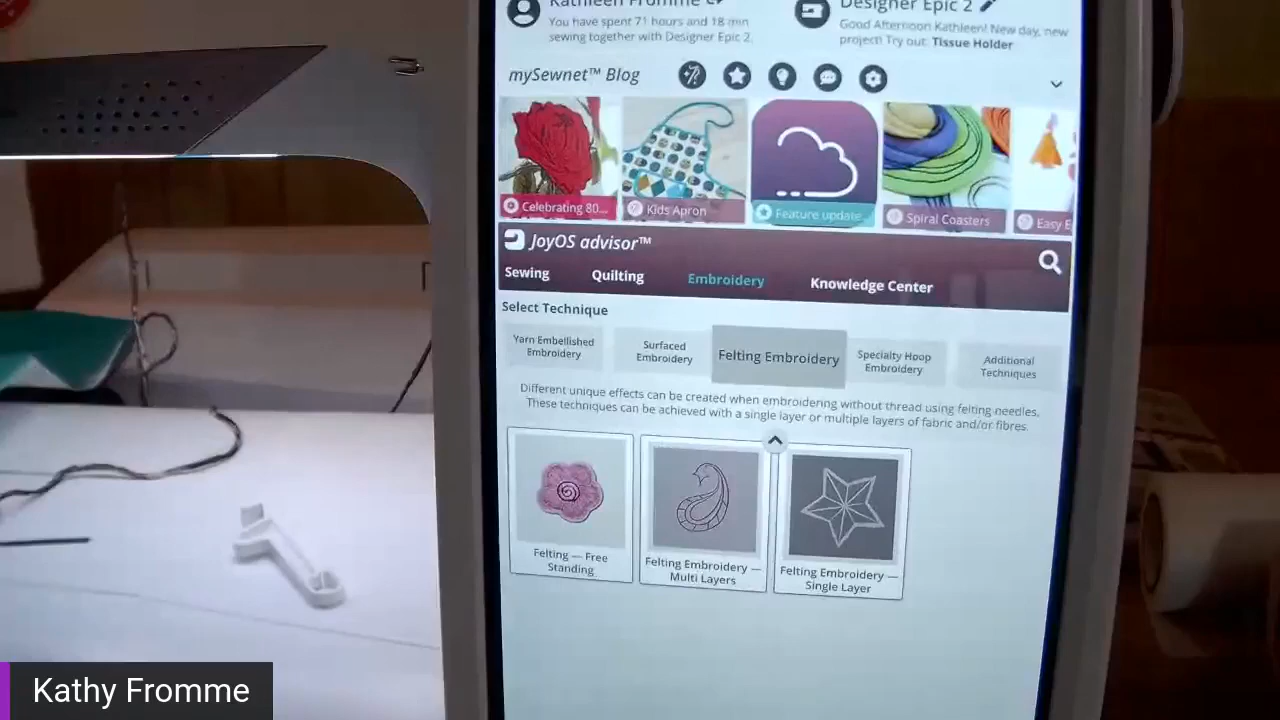 Kathleen Fromme
You have spent 71 hours and 18 min
sewing together with Designer Epic 2.
Designer Epic 2
Good Afternoon Kathleen! New day, new
project! Try out: Tissue Holder
mySewnet™ Blog
Celebrating 80...
Kids Apron
Feature update...
Spiral Coasters
Easy E
JoyOS advisor™
Sewing
Quilting
Embroidery
Knowledge Center
Select Technique
Yarn Embellished
Embroidery
Surfaced
Embroidery
Felting Embroidery
Specialty Hoop
Embroidery
Additional
Techniques
Different unique effects can be created when embroidering without thread using felting needles.
These techniques can be achieved with a single layer or multiple layers of fabric and/or fibres.
Felting — Free
Standing
Felting Embroidery —
Multi Layers
Felting Embroidery —
Single Layer
Kathy Fromme